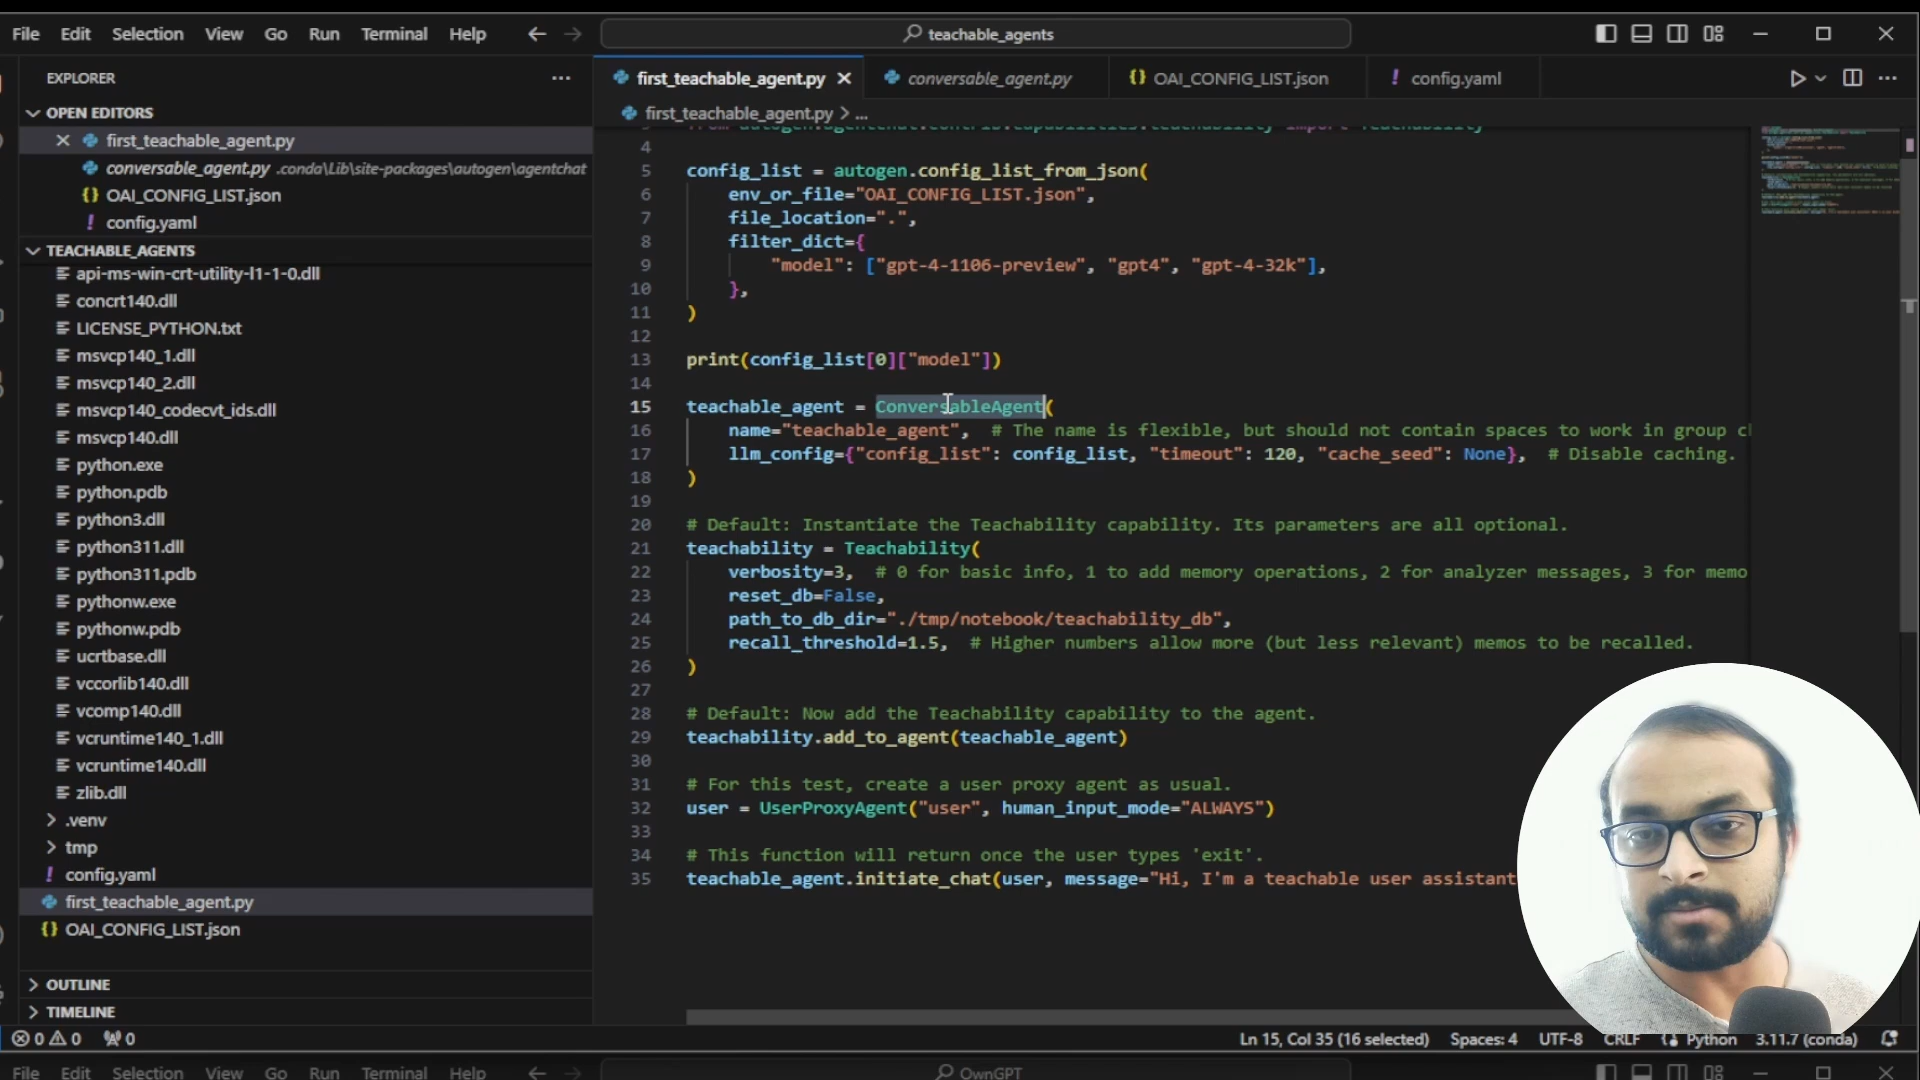 File Edit Selection View Go Run Terminal Help
teachable_agents
EXPLORER
OPEN EDITORS
first_teachable_agent.py
conversable_agent.py .conda\Lib\site-packages\autogen\agentchat
OAI_CONFIG_LIST.json
config.yaml
TEACHABLE_AGENTS
api-ms-win-crt-utility-l1-1-0.dll
concrt140.dll
LICENSE_PYTHON.txt
msvcp140_1.dll
msvcp140_2.dll
msvcp140_codecvt_ids.dll
msvcp140.dll
python.exe
python.pdb
python3.dll
python311.dll
python311.pdb
pythonw.exe
pythonw.pdb
ucrtbase.dll
vccorlib140.dll
vcomp140.dll
vcruntime140_1.dll
vcruntime140.dll
zlib.dll
.venv
tmp
config.yaml
first_teachable_agent.py
OAI_CONFIG_LIST.json
OUTLINE
TIMELINE
first_teachable_agent.py conversable_agent.py OAI_CONFIG_LIST.json config.yaml
first_teachable_agent.py > ...
3 from autogen.agentchat.contrib.capabilities.teachability import Teachability
4
5 config_list = autogen.config_list_from_json(
6 env_or_file="OAI_CONFIG_LIST.json",
7 file_location=".",
8 filter_dict={
9 "model": ["gpt-4-1106-preview", "gpt4", "gpt-4-32k"],
10 },
11 )
12
13 print(config_list[0]["model"])
14
15 teachable_agent = ConversableAgent(
16 name="teachable_agent", # The name is flexible, but should not contain spaces to work in group c
17 llm_config={"config_list": config_list, "timeout": 120, "cache_seed": None}, # Disable caching.
18 )
19
20 # Default: Instantiate the Teachability capability. Its parameters are all optional.
21 teachability = Teachability(
22 verbosity=3, # 0 for basic info, 1 to add memory operations, 2 for analyzer messages, 3 for memo
23 reset_db=False,
24 path_to_db_dir="./tmp/notebook/teachability_db",
25 recall_threshold=1.5, # Higher numbers allow more (but less relevant) memos to be recalled.
26 )
27
28 # Default: Now add the Teachability capability to the agent.
29 teachability.add_to_agent(teachable_agent)
30
31 # For this test, create a user proxy agent as usual.
32 user = UserProxyAgent("user", human_input_mode="ALWAYS")
33
34 # This function will return once the user types 'exit'.
35 teachable_agent.initiate_chat(user, message="Hi, I'm a teachable user assistant
0 0 0 Ln 15, Col 35 (16 selected) Spaces: 4 UTF-8 CRLF Python 3.11.7 (conda)
File Edit Selection View Go Run Terminal Help
OwnGPT